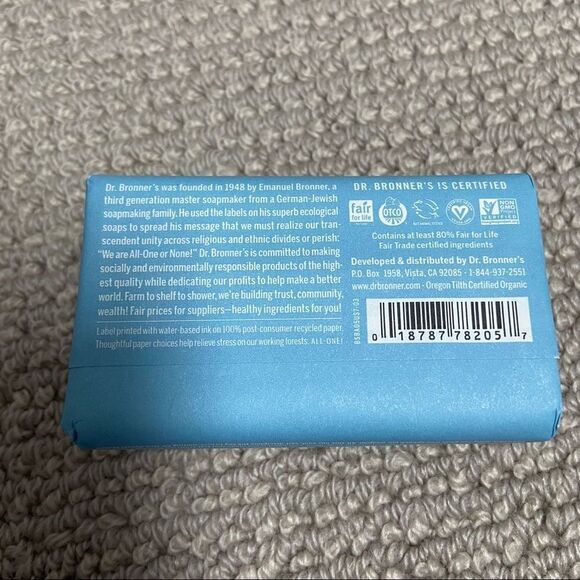 Dr. Bronner's was founded in 1948 by Emanuel Bronner, a
third generation master soapmaker from a German-Jewish
soapmaking family. He used the labels on his superb ecological
soaps to spread his message that we must realize our tran-
scendent unity across religious and ethnic divides or perish:
"We are All-One or None!" Dr. Bronner's is committed to making
socially and environmentally responsible products of the high-
est quality while dedicating our profits to help make a better
world. Farm to shelf to shower, we're building trust, community,
wealth! Fair prices for suppliers—healthy ingredients for you!
Label printed with water-based ink on 100% post-consumer recycled paper.
Thoughtful paper choices help relieve stress on our working forests: ALL-ONE!
DR. BRONNER'S IS CERTIFIED
fair
for life
OTCO
NON
GMO
VERIFIED
Contains at least 80% Fair for Life
Fair Trade certified ingredients
Developed & distributed by Dr. Bronner's
P.O. Box 1958, Vista, CA 92085 · 1-844-937-2551
www.drbronner.com · Oregon Tilth Certified Organic
0 18787 78205 7